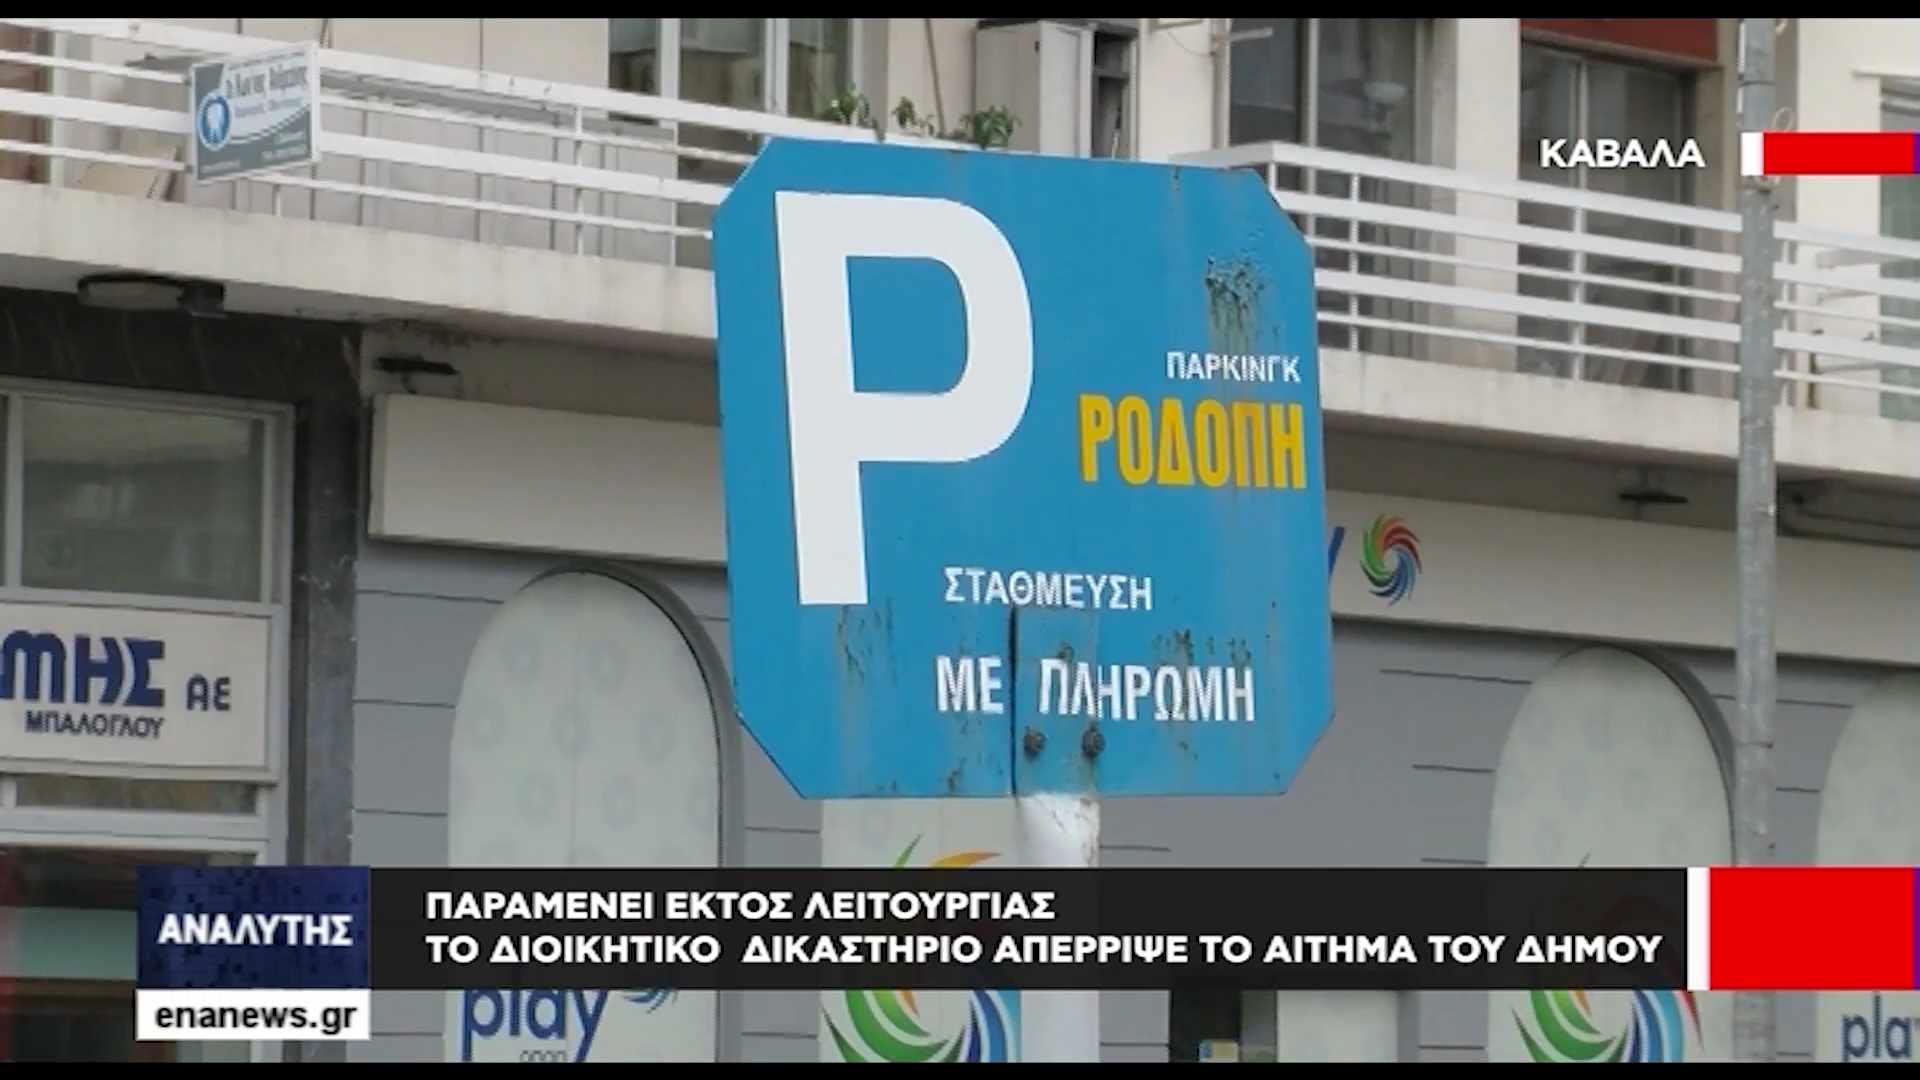 ΚΑΒΑΛΑ
P
ΠΑΡΚΙΝΓΚ
ΡΟΔΟΠΗ
ΣΤΑΘΜΕΥΣΗ
ΜΕ ΠΛΗΡΩΜΗ
ΜΗΣ ΑΕ
ΜΠΑΛΟΓΛΟΥ
ΑΝΑΛΥΤΗΣ
ΠΑΡΑΜΕΝΕΙ ΕΚΤΟΣ ΛΕΙΤΟΥΡΓΙΑΣ
ΤΟ ΔΙΟΙΚΗΤΙΚΟ ΔΙΚΑΣΤΗΡΙΟ ΑΠΕΡΡΙΨΕ ΤΟ ΑΙΤΗΜΑ ΤΟΥ ΔΗΜΟΥ
enanews.gr
play
pla